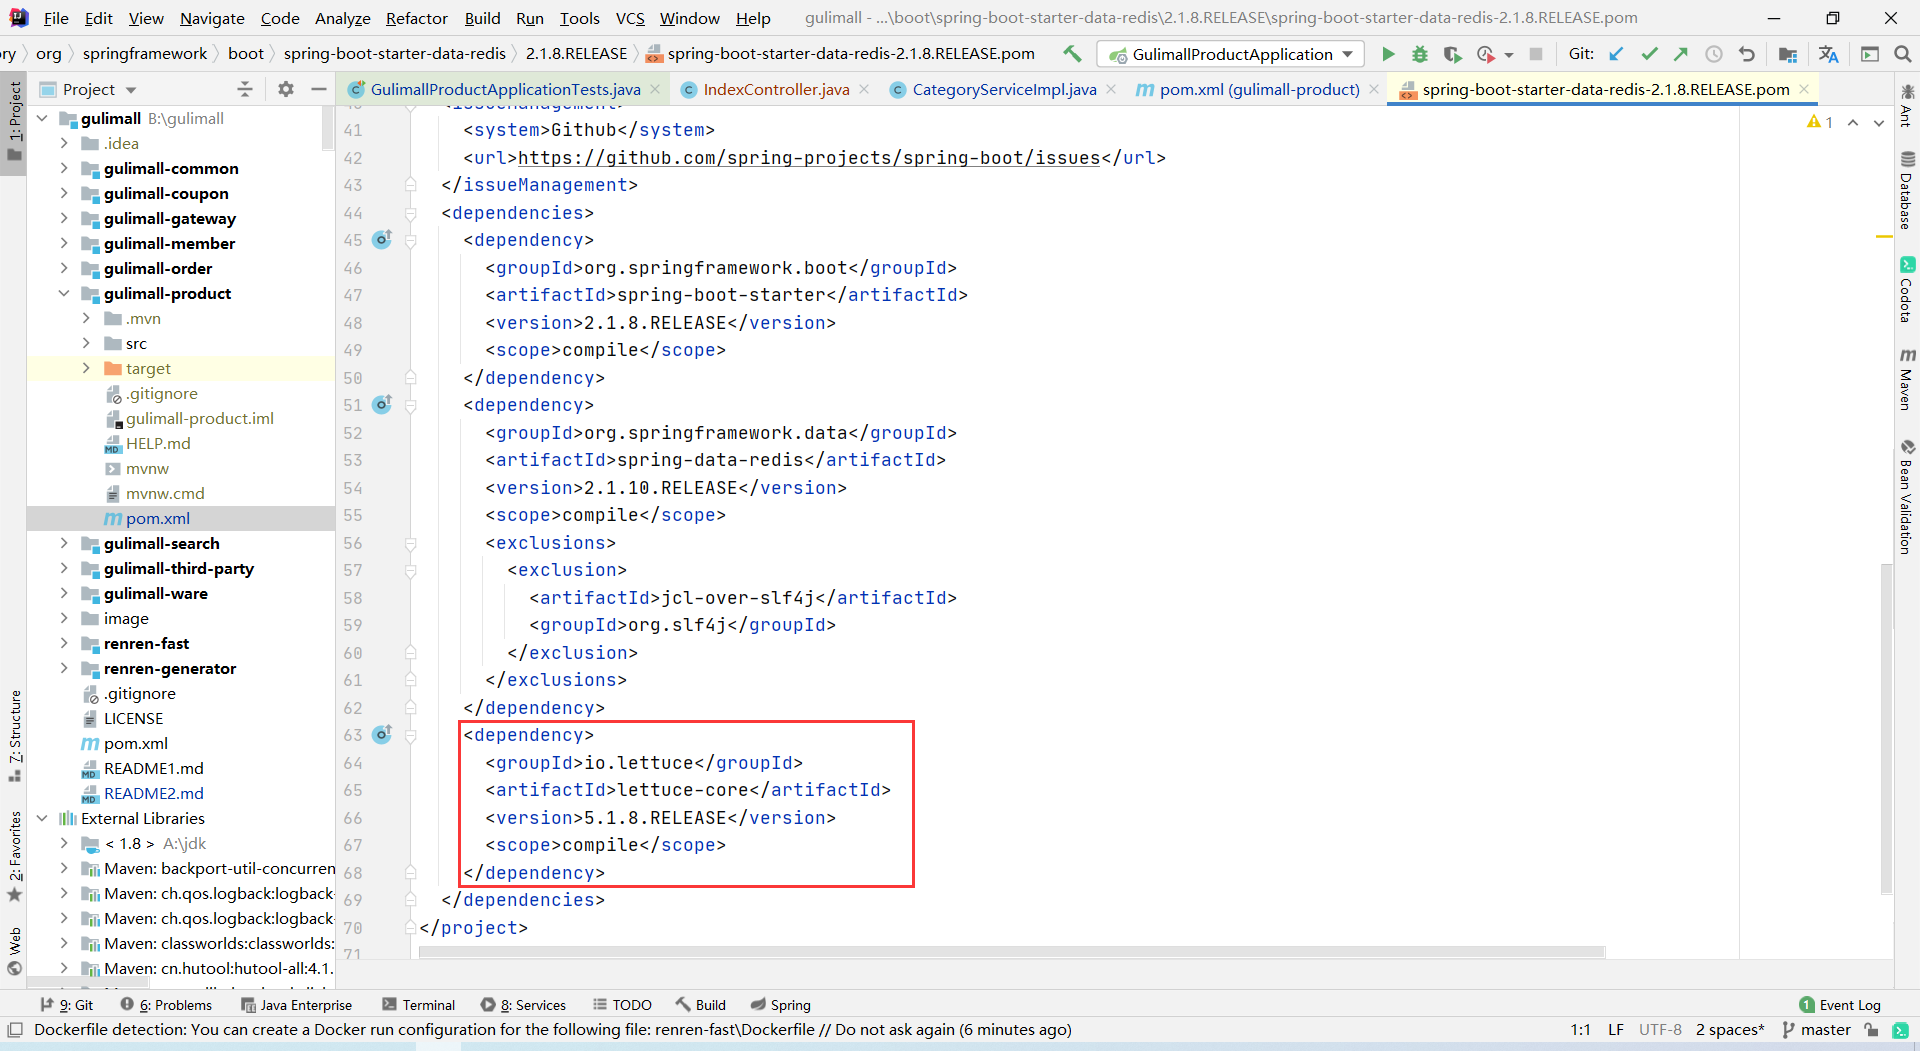 File Edit View Navigate Code Analyze Refactor Build Run Tools VCS Window Help gulimall - ...\boot\spring-boot-starter-data-redis\2.1.8.RELEASE\spring-boot-starter-data-redis-2.1.8.RELEASE.pom
ry org springframework boot spring-boot-starter-data-redis 2.1.8.RELEASE spring-boot-starter-data-redis-2.1.8.RELEASE.pom GulimallProductApplication Git:
Project GulimallProductApplicationTests.java IndexController.java CategoryServiceImpl.java pom.xml (gulimall-product) spring-boot-starter-data-redis-2.1.8.RELEASE.pom
1: Project
7: Structure
2: Favorites
Web
gulimall B:\gulimall
.idea
gulimall-common
gulimall-coupon
gulimall-gateway
gulimall-member
gulimall-order
gulimall-product
.mvn
src
target
.gitignore
gulimall-product.iml
HELP.md
mvnw
mvnw.cmd
pom.xml
gulimall-search
gulimall-third-party
gulimall-ware
image
renren-fast
renren-generator
.gitignore
LICENSE
pom.xml
README1.md
README2.md
External Libraries
< 1.8 > A:\jdk
Maven: backport-util-concurren
Maven: ch.qos.logback:logback-
Maven: ch.qos.logback:logback-
Maven: classworlds:classworlds:
Maven: cn.hutool:hutool-all:4.1.
40 <issueManagement>
41 <system>Github</system>
42 <url>https://github.com/spring-projects/spring-boot/issues</url>
43 </issueManagement>
44 <dependencies>
45 <dependency>
46 <groupId>org.springframework.boot</groupId>
47 <artifactId>spring-boot-starter</artifactId>
48 <version>2.1.8.RELEASE</version>
49 <scope>compile</scope>
50 </dependency>
51 <dependency>
52 <groupId>org.springframework.data</groupId>
53 <artifactId>spring-data-redis</artifactId>
54 <version>2.1.10.RELEASE</version>
55 <scope>compile</scope>
56 <exclusions>
57 <exclusion>
58 <artifactId>jcl-over-slf4j</artifactId>
59 <groupId>org.slf4j</groupId>
60 </exclusion>
61 </exclusions>
62 </dependency>
63 <dependency>
64 <groupId>io.lettuce</groupId>
65 <artifactId>lettuce-core</artifactId>
66 <version>5.1.8.RELEASE</version>
67 <scope>compile</scope>
68 </dependency>
69 </dependencies>
70 </project>
71
1
Ant
Database
Codota
Maven
Bean Validation
9: Git 6: Problems Java Enterprise Terminal 8: Services TODO Build Spring 1 Event Log
Dockerfile detection: You can create a Docker run configuration for the following file: renren-fast\Dockerfile // Do not ask again (6 minutes ago) 1:1 LF UTF-8 2 spaces* master